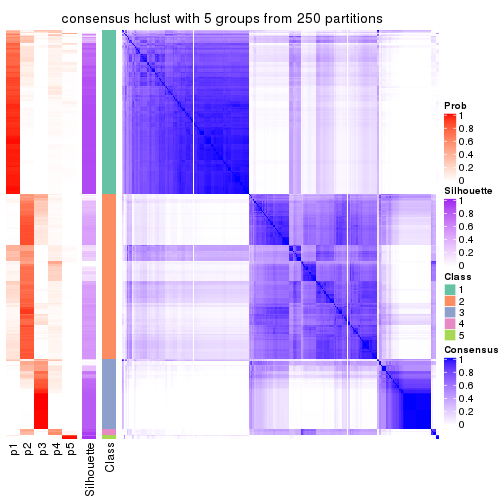 consensus hclust with 5 groups from 250 partitions
Prob
1
0.8
0.6
0.4
0.2
0
Silhouette
1
0.8
0.6
0.4
0.2
0
Class
1
2
3
4
5
Consensus
1
0.8
0.6
0.4
0.2
0
p1
p2
p3
p4
p5
Silhouette
Class